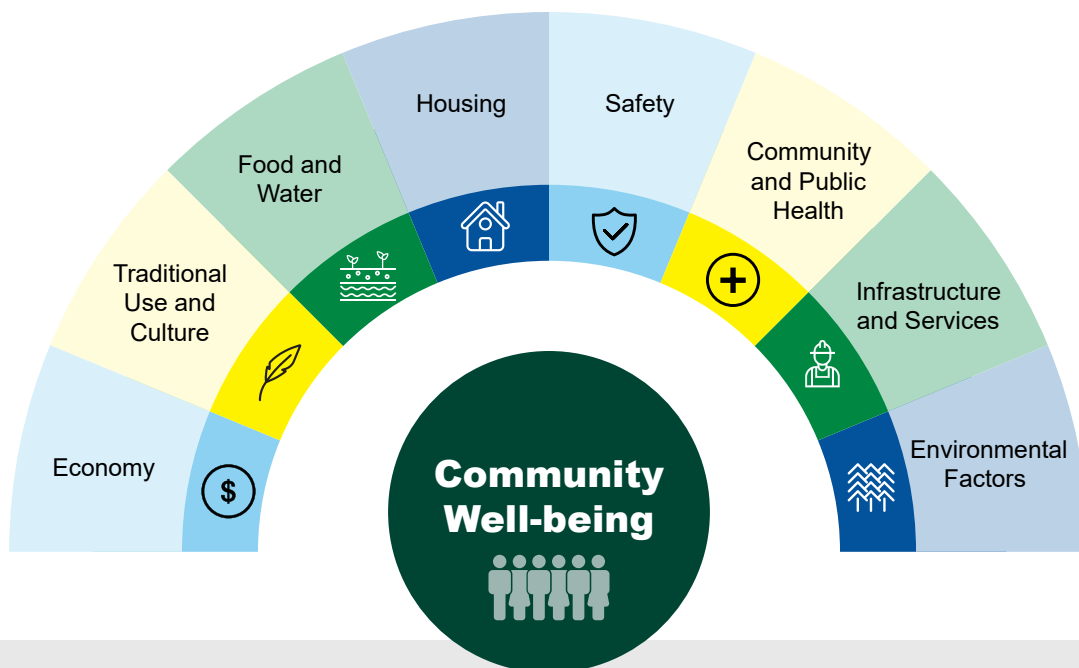 Economy
$
Traditional
Use and
Culture
Food and
Water
Housing
Safety
Community
and Public
Health
Infrastructure
and Services
Environmental
Factors
Community
Well-being